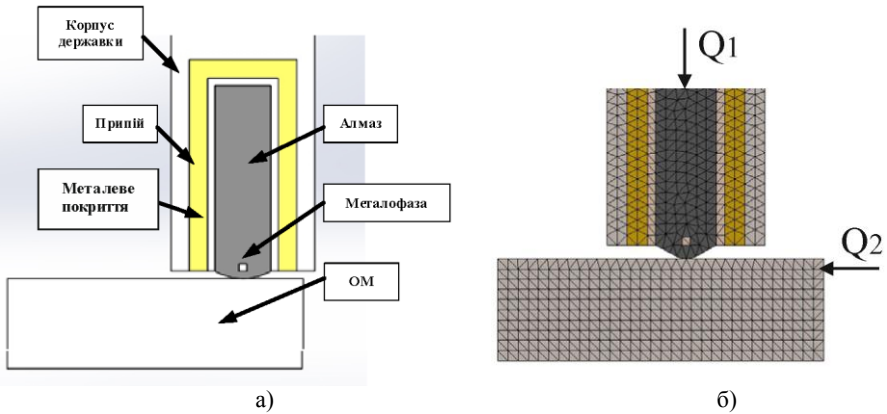 Корпус
державки
Припій
Металеве
покриття
Алмаз
Металофаза
ОМ
а)
Q1
Q2
б)